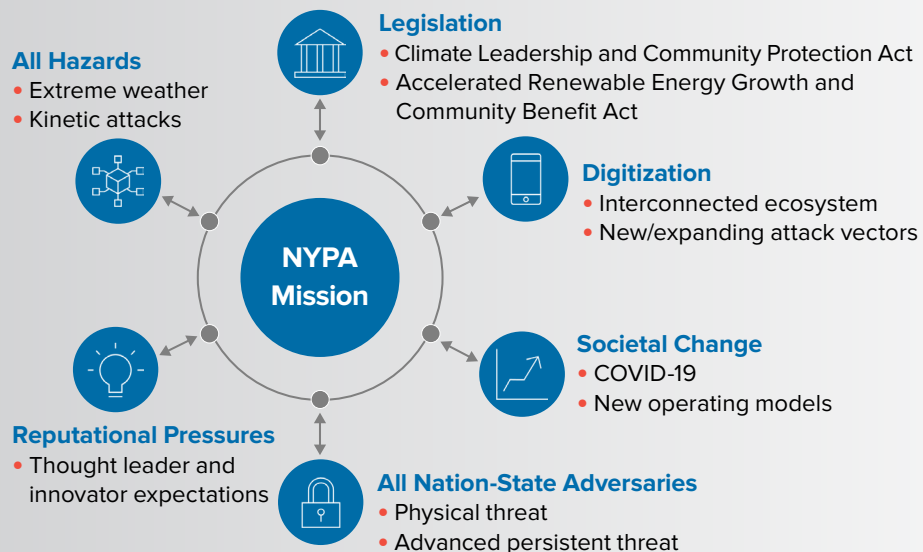 Legislation
• Climate Leadership and Community Protection Act
• Accelerated Renewable Energy Growth and
Community Benefit Act
All Hazards
• Extreme weather
• Kinetic attacks
Digitization
• Interconnected ecosystem
• New/expanding attack vectors
NYPA
Mission
Societal Change
• COVID-19
• New operating models
Reputational Pressures
• Thought leader and
innovator expectations
All Nation-State Adversaries
• Physical threat
• Advanced persistent threat